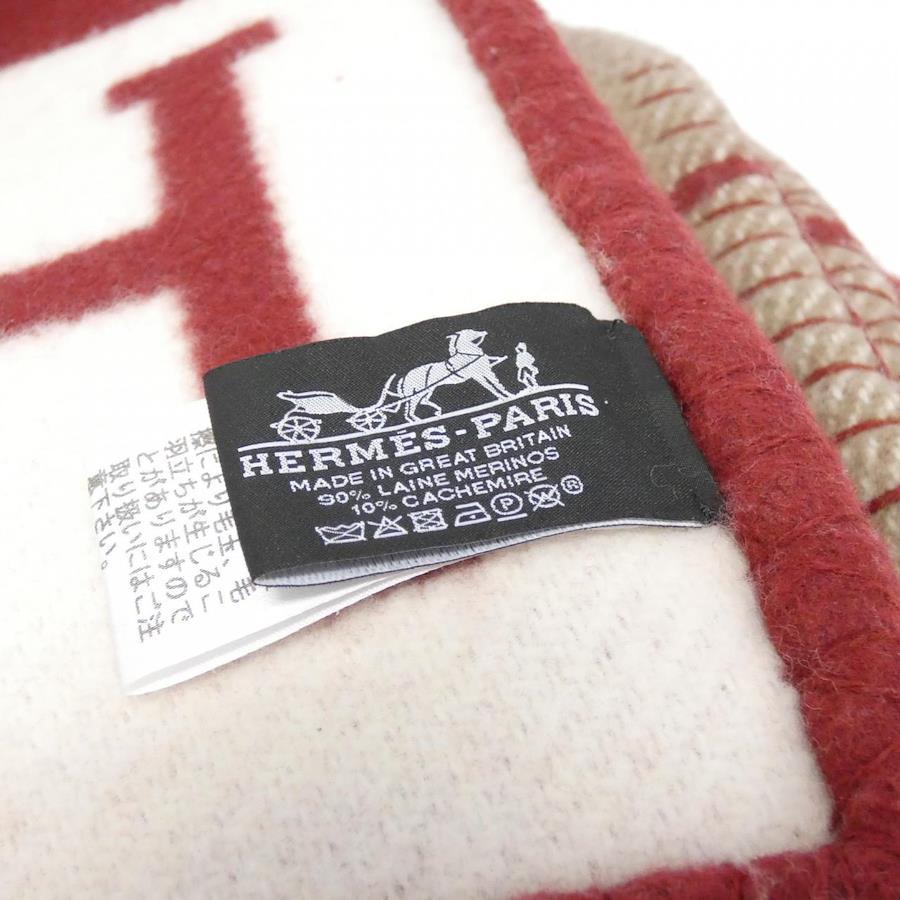 H
HERMÈS-PARIS
MADE IN GREAT BRITAIN
90% LAINE MERINOS
10% CACHEMIRE
P ®
により毛玉、毛
羽立ちが生じるこ
とがありますので
取り扱いにはご注
意下さい。